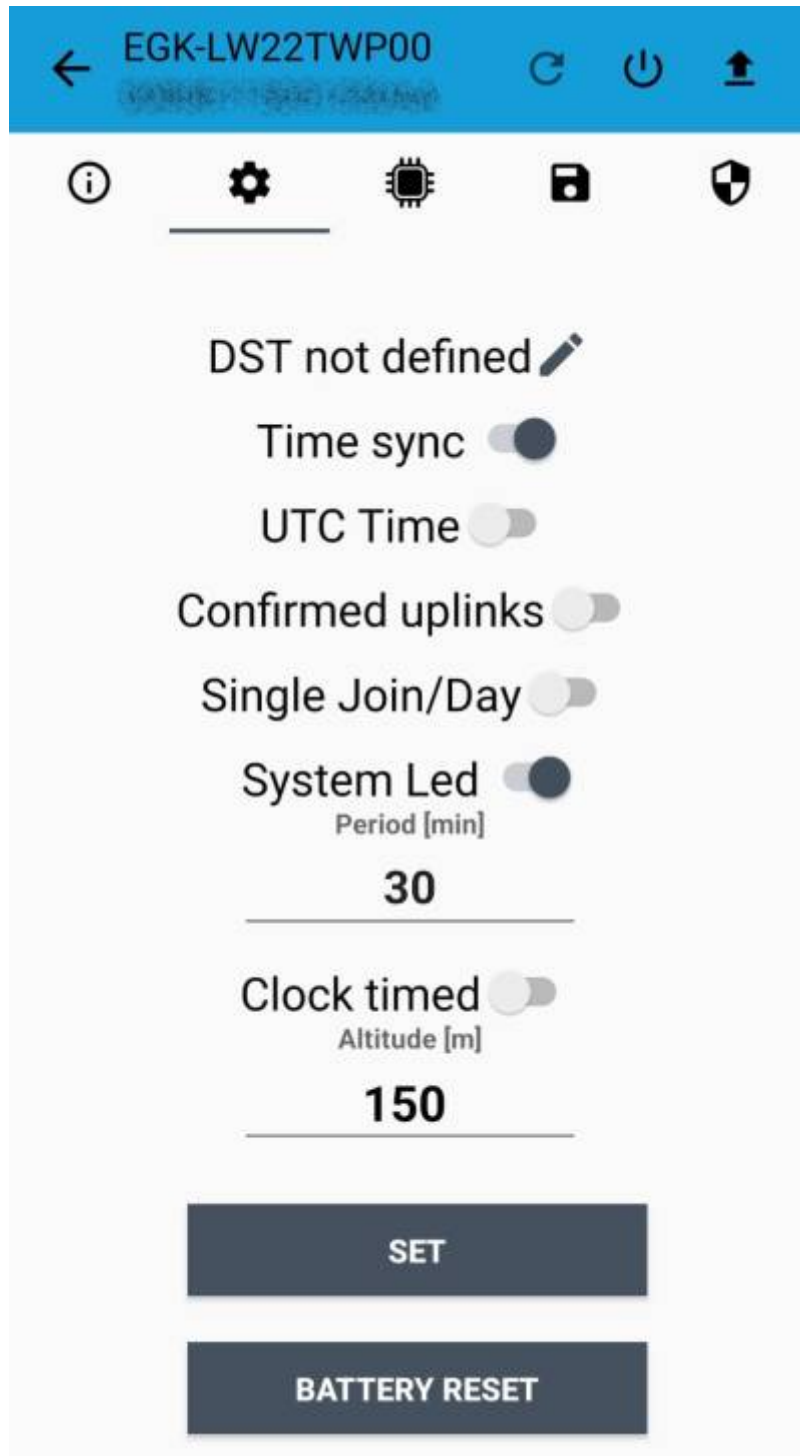 EGK-LW22TWP00
DST not defined
Time sync
UTC Time
Confirmed uplinks
Single Join/Day
System Led
Period [min]
30
Clock timed
Altitude [m]
150
SET
BATTERY RESET